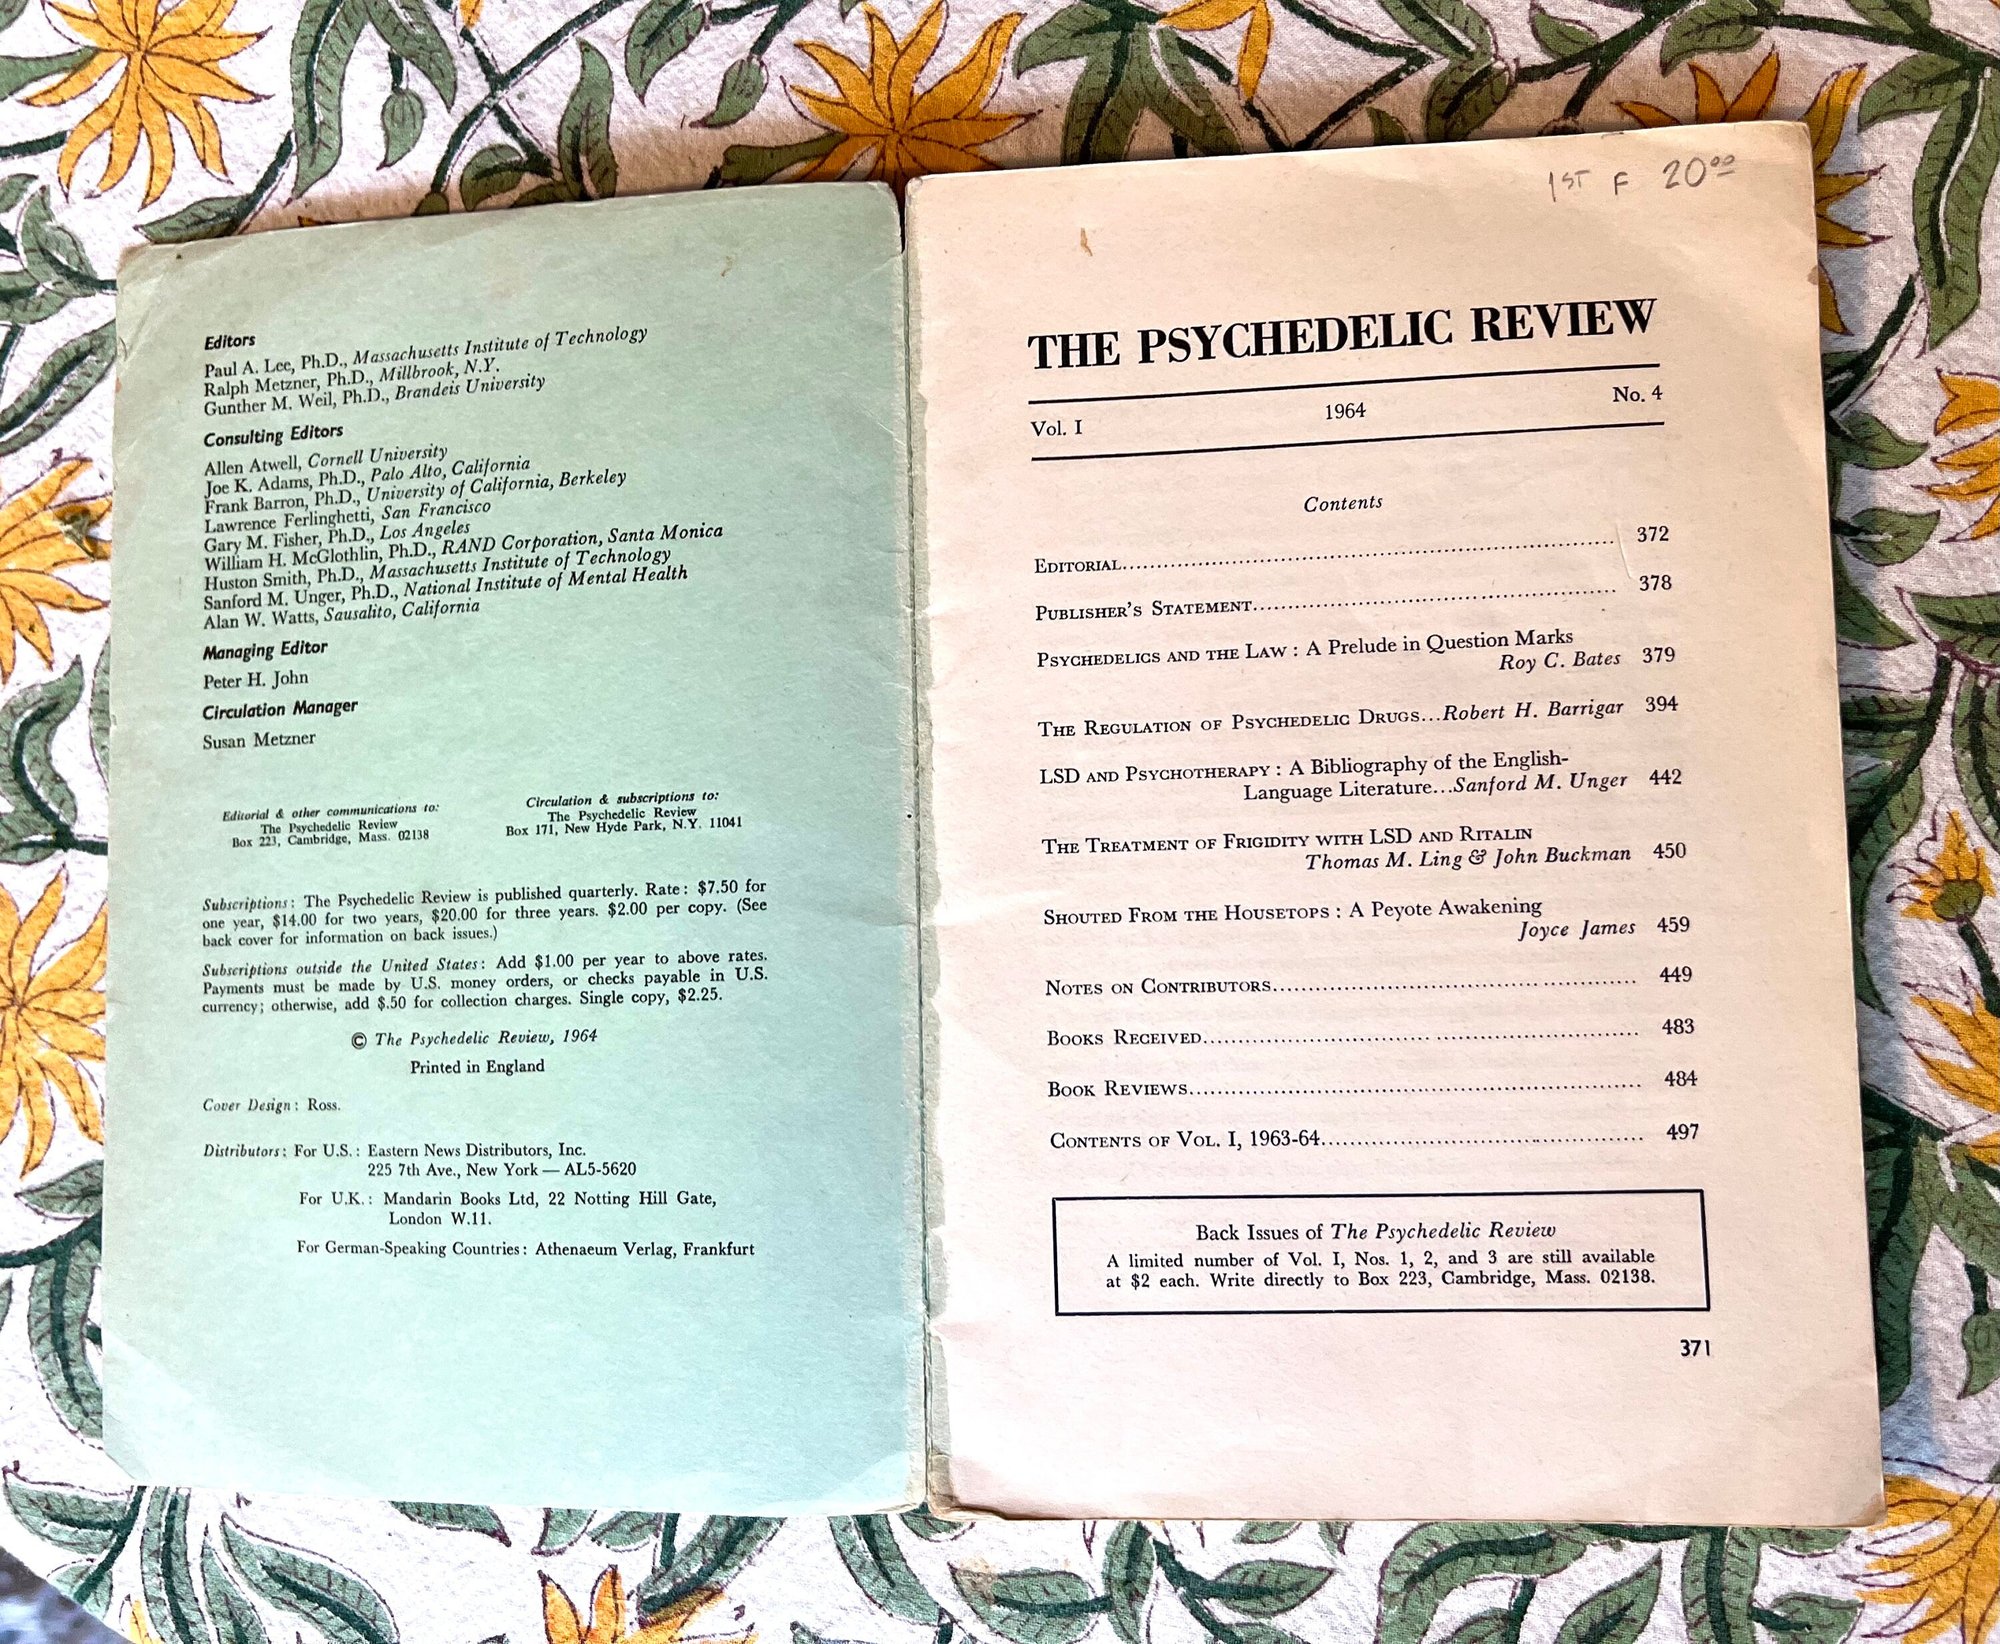 Editors
Paul A. Lee, Ph.D., Massachusetts Institute of Technology
Ralph Metzner, Ph.D., Millbrook, N.Y.
Gunther M. Weil, Ph.D., Brandeis University
Consulting Editors
Allen Atwell, Cornell University
Joe K. Adams, Ph.D., Palo Alto, California
Frank Barron, Ph.D., University of California, Berkeley
Lawrence Ferlinghetti, San Francisco
Gary M. Fisher, Ph.D., Los Angeles
William H. McGlothlin, Ph.D., RAND Corporation, Santa Monica
Huston Smith, Ph.D., Massachusetts Institute of Technology
Sanford M. Unger, Ph.D., National Institute of Mental Health
Alan W. Watts, Sausalito, California
Managing Editor
Peter H. John
Circulation Manager
Susan Metzner
Editorial & other communications to:
The Psychedelic Review
Box 223, Cambridge, Mass. 02138
Circulation & subscriptions to:
The Psychedelic Review
Box 171, New Hyde Park, N.Y. 11041
Subscriptions: The Psychedelic Review is published quarterly. Rate: $7.50 for
one year, $14.00 for two years, $20.00 for three years. $2.00 per copy. (See
back cover for information on back issues.)
Subscriptions outside the United States: Add $1.00 per year to above rates.
Payments must be made by U.S. money orders, or checks payable in U.S.
currency; otherwise, add $.50 for collection charges. Single copy, $2.25.
© The Psychedelic Review, 1964
Printed in England
Cover Design: Ross.
Distributors: For U.S.: Eastern News Distributors, Inc.
225 7th Ave., New York — AL5-5620
For U.K.: Mandarin Books Ltd, 22 Notting Hill Gate,
London W.11.
For German-Speaking Countries: Athenaeum Verlag, Frankfurt
1ST F 20⁰⁰
THE PSYCHEDELIC REVIEW
Vol. I 1964 No. 4
Contents
EDITORIAL.......... 372
PUBLISHER'S STATEMENT.......... 378
PSYCHEDELICS AND THE LAW : A Prelude in Question Marks
Roy C. Bates 379
THE REGULATION OF PSYCHEDELIC DRUGS...Robert H. Barrigar 394
LSD AND PSYCHOTHERAPY : A Bibliography of the English-
Language Literature...Sanford M. Unger 442
THE TREATMENT OF FRIGIDITY WITH LSD AND RITALIN
Thomas M. Ling & John Buckman 450
SHOUTED FROM THE HOUSETOPS : A Peyote Awakening
Joyce James 459
NOTES ON CONTRIBUTORS.......... 449
BOOKS RECEIVED.......... 483
BOOK REVIEWS.......... 484
CONTENTS OF VOL. I, 1963-64.......... 497
Back Issues of The Psychedelic Review
A limited number of Vol. I, Nos. 1, 2, and 3 are still available
at $2 each. Write directly to Box 223, Cambridge, Mass. 02138.
371